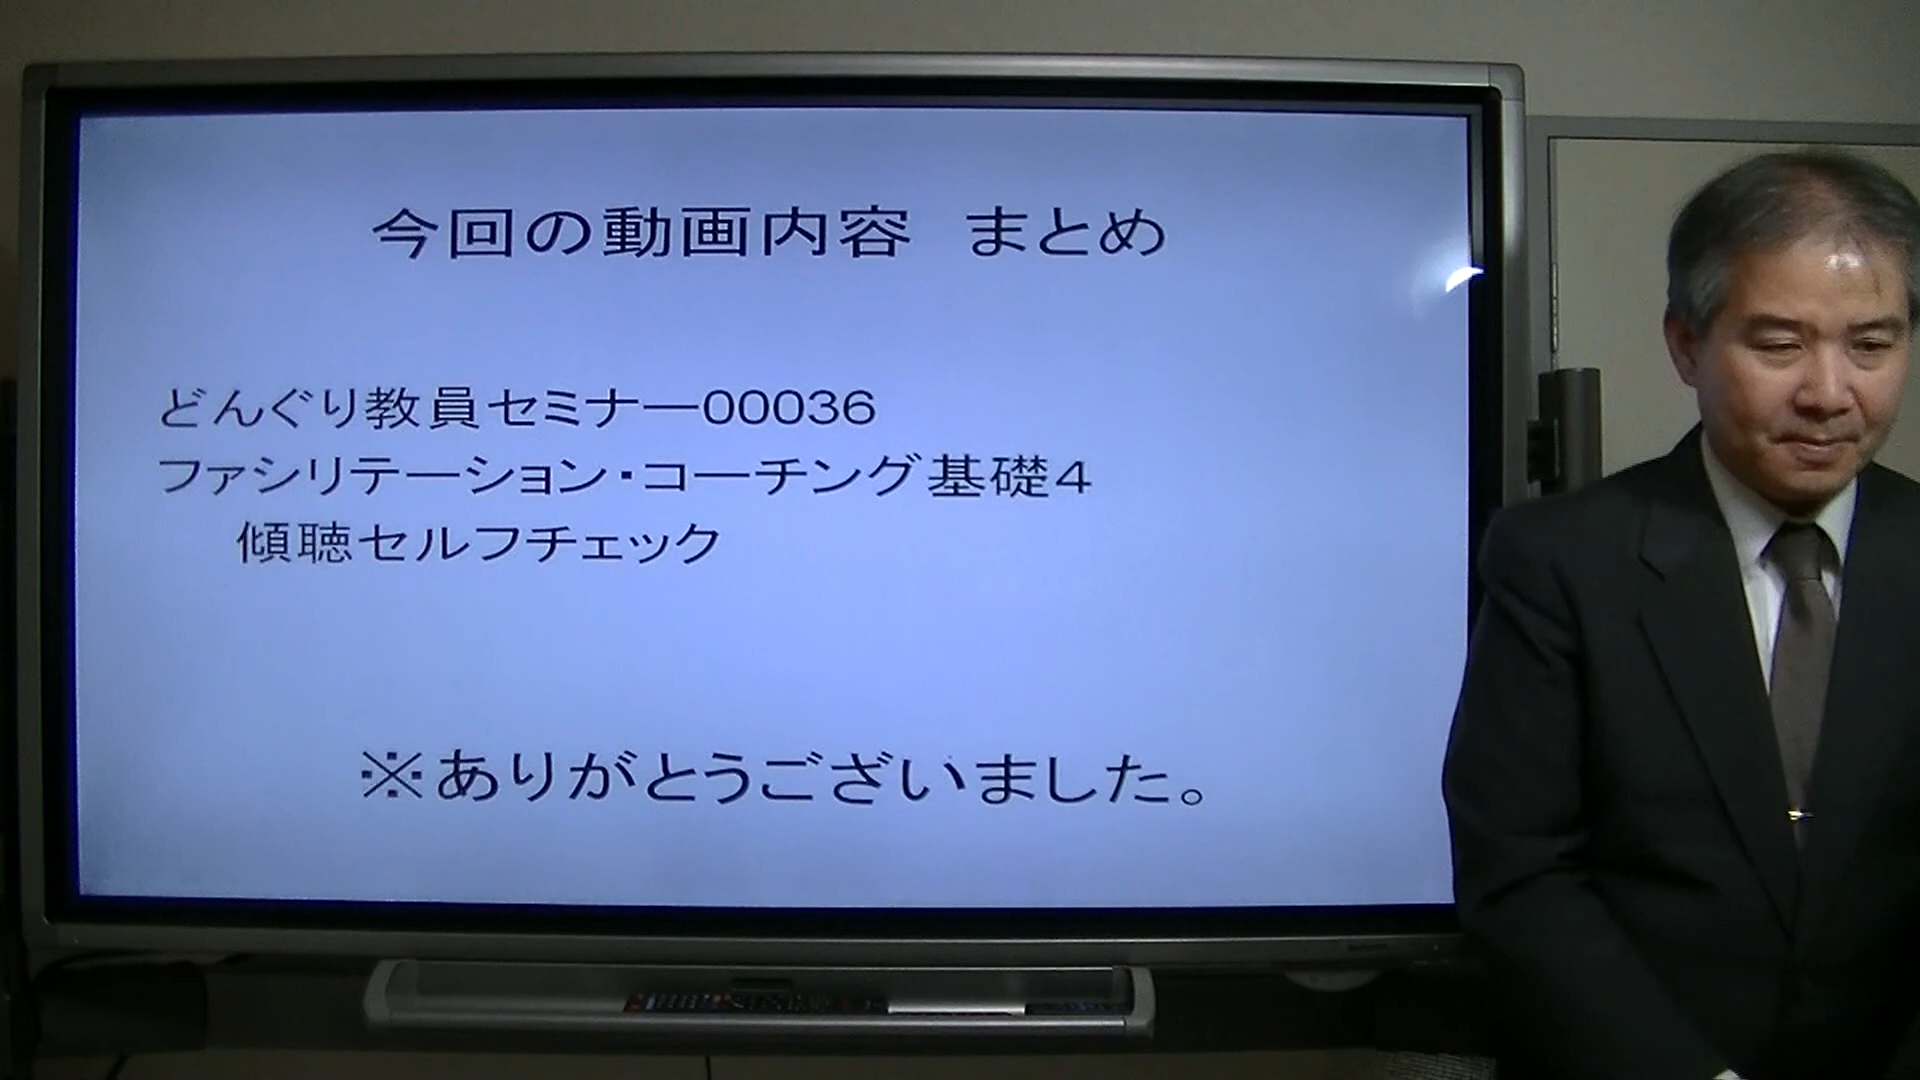 今回の動画内容　まとめ
どんぐり教員セミナー00036
ファシリテーション・コーチング基礎４
傾聴セルフチェック
※ありがとうございました。